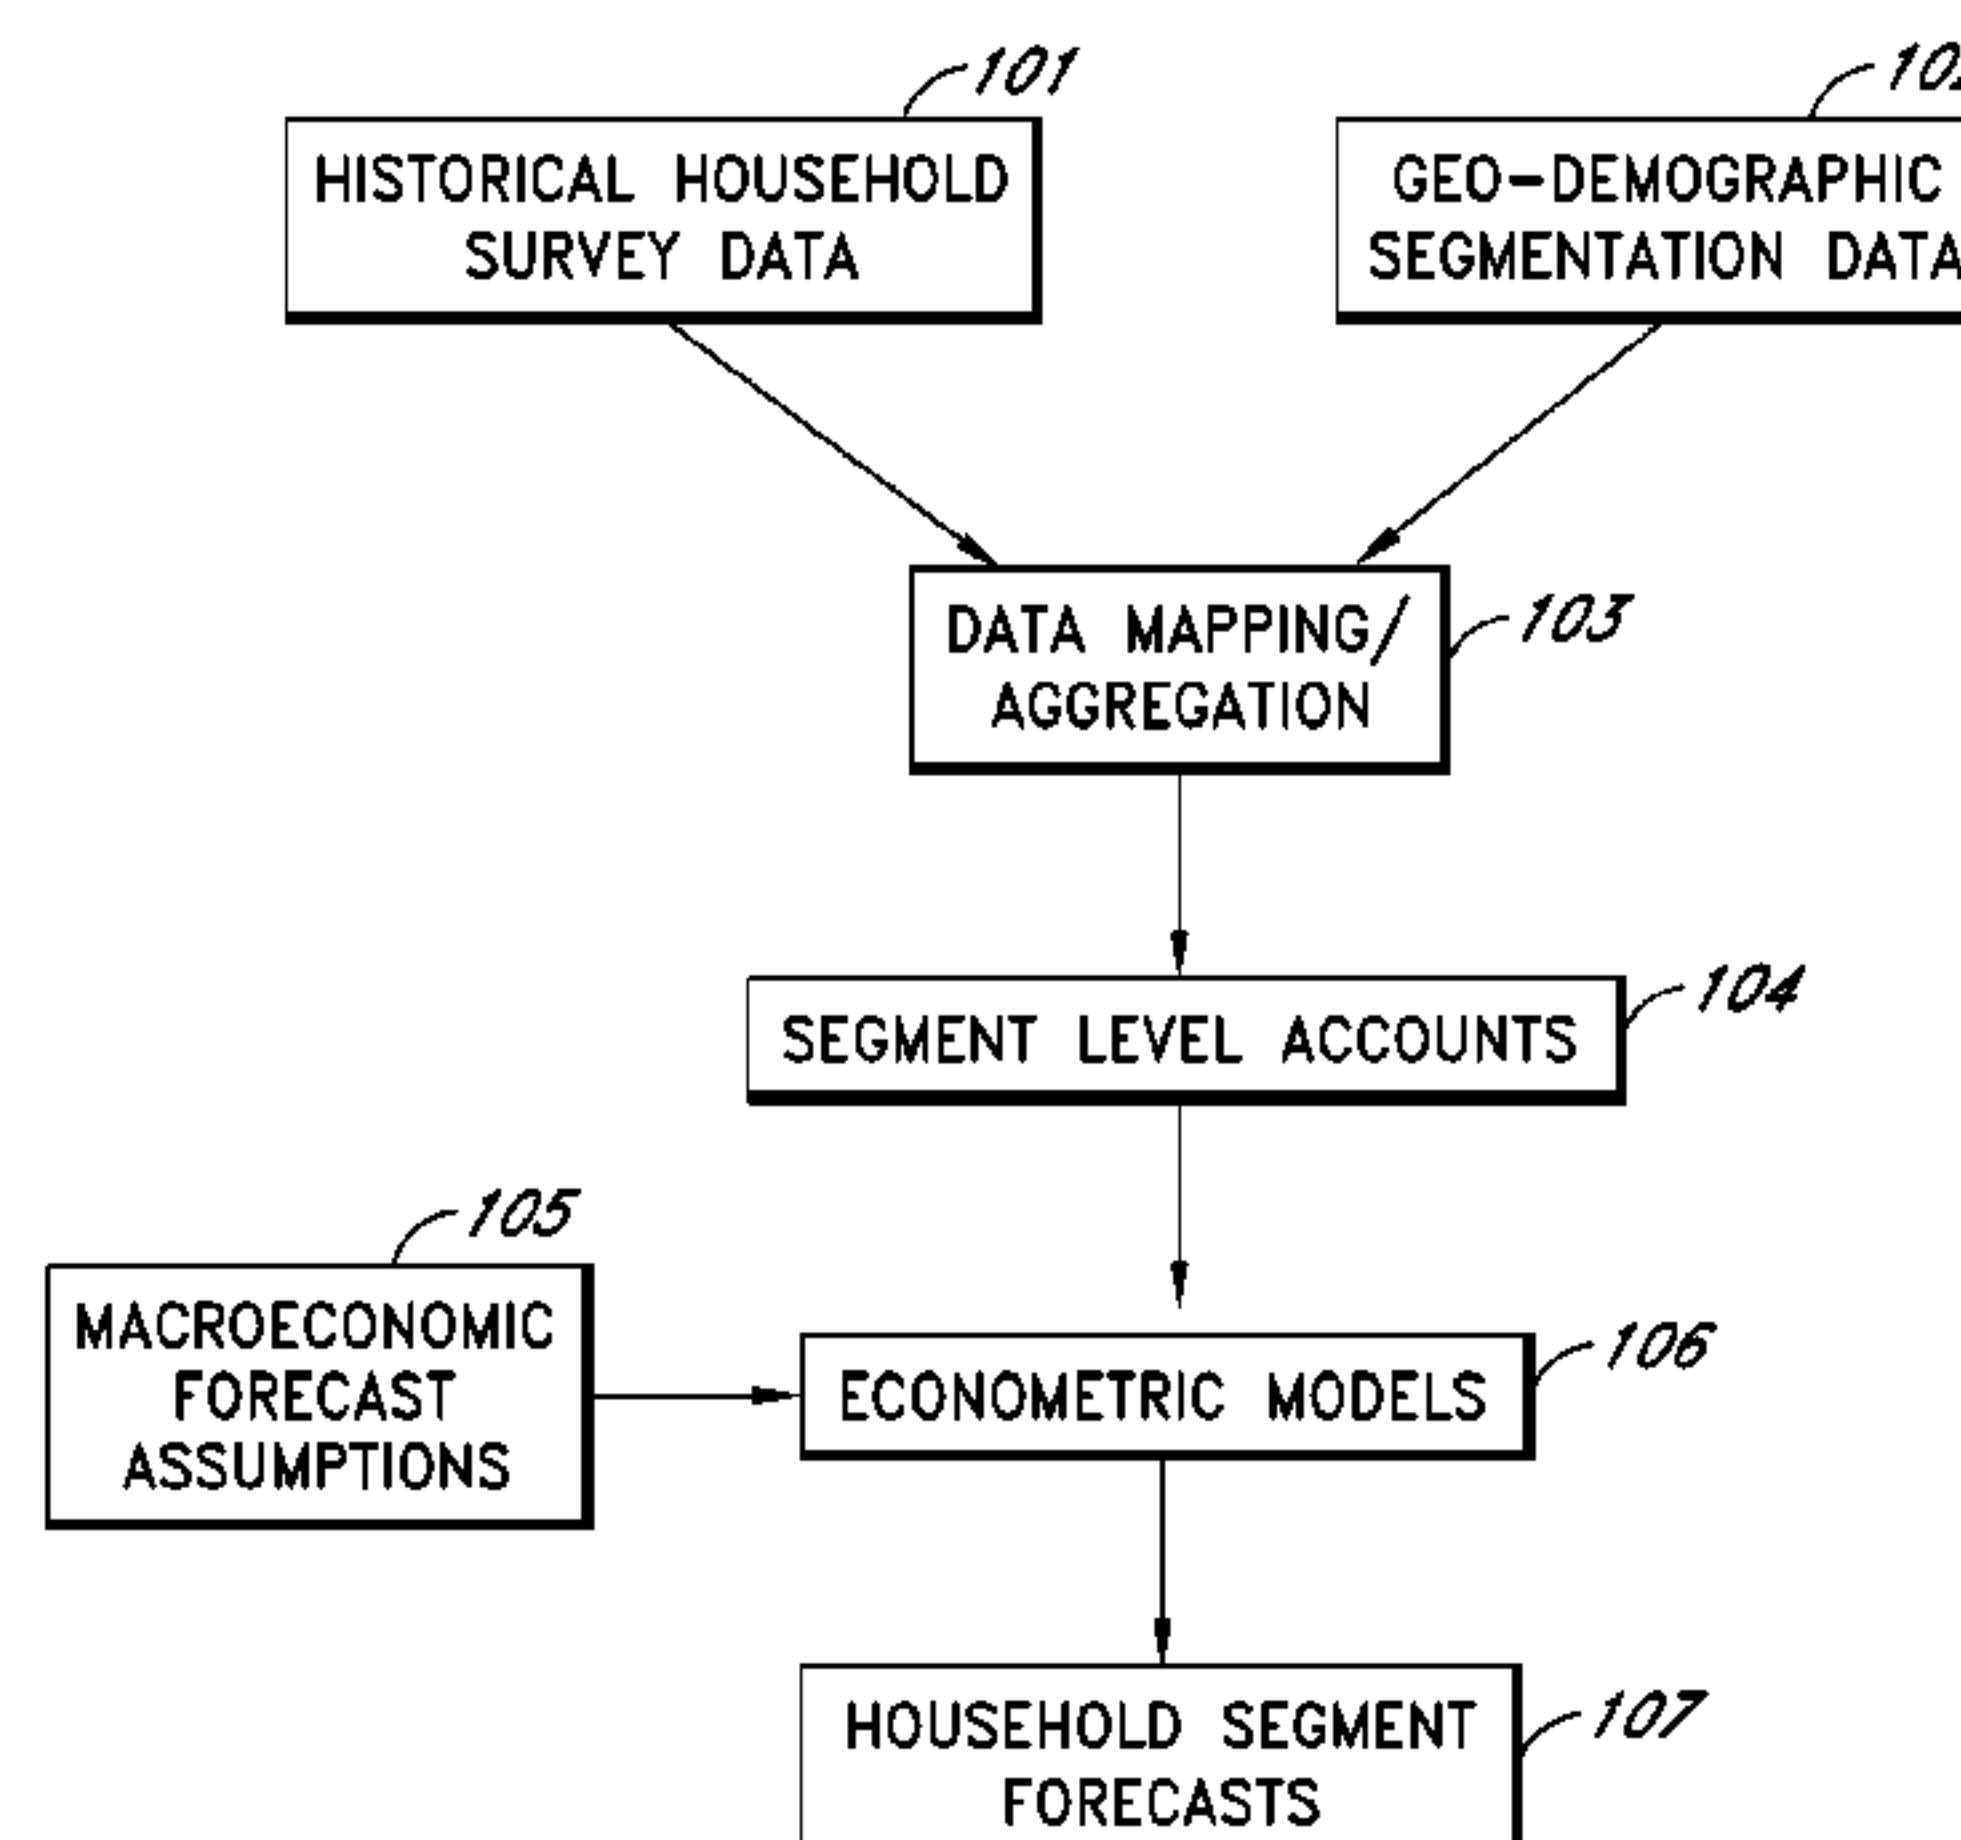 101
HISTORICAL HOUSEHOLD
SURVEY DATA
GEO-DEMOGRAPHIC
SEGMENTATION DATA
DATA MAPPING/
AGGREGATION
103
SEGMENT LEVEL ACCOUNTS
104
105
MACROECONOMIC
FORECAST
ASSUMPTIONS
ECONOMETRIC MODELS
106
HOUSEHOLD SEGMENT
FORECASTS
107